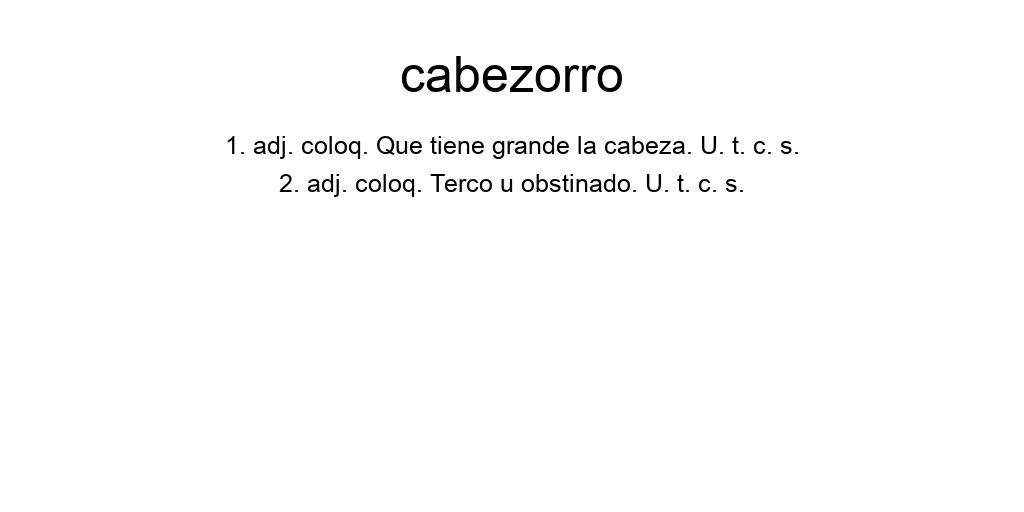 cabezorro
1. adj. coloq. Que tiene grande la cabeza. U. t. c. s.
2. adj. coloq. Terco u obstinado. U. t. c. s.